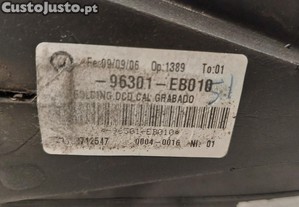 CustoJusto.pt
Fe:09/09/06 Op:1389 To:01
-96301-EB010
FOLDING,DCO,CAL GRABADO
*-96301-EB010*
3712547 0004-0016 Nº: 01